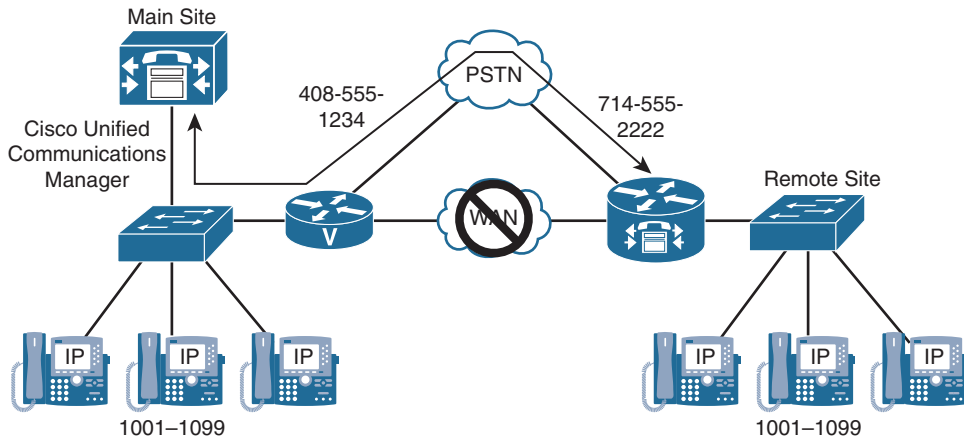 Main Site
PSTN
408-555-
1234
714-555-
2222
Cisco Unified
Communications
Manager
Remote Site
WAN
V
IP
IP
IP
IP
IP
IP
1001–1099
1001–1099